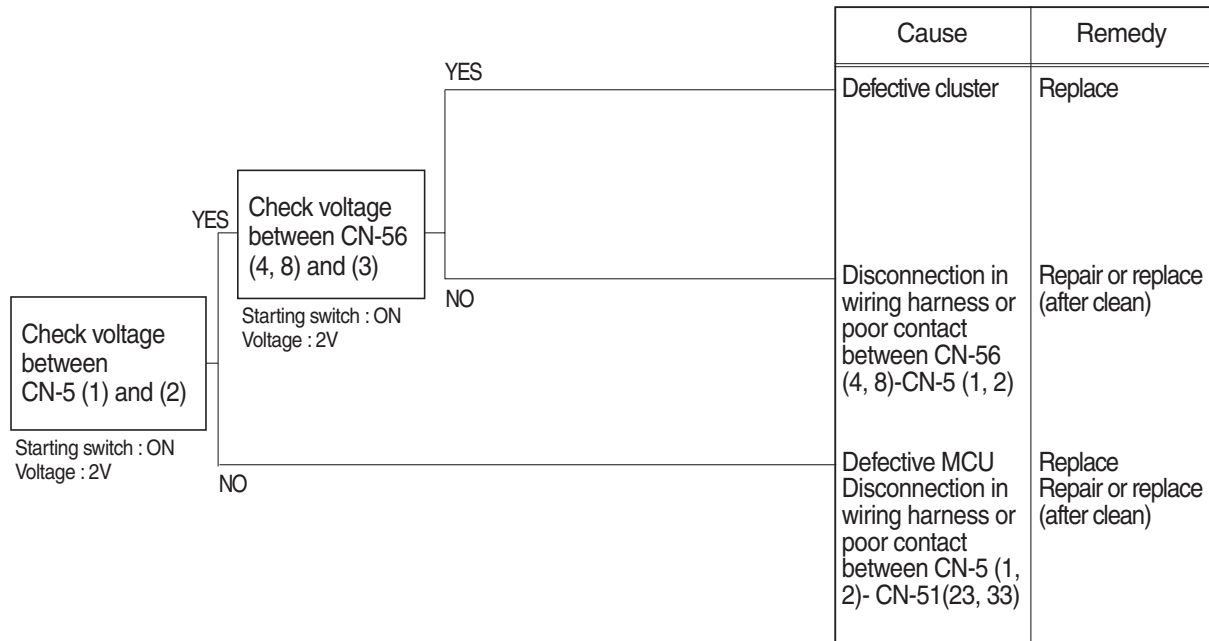 Cause
Remedy
YES
Defective cluster
Replace
YES
Check voltage
between CN-56
(4, 8) and (3)
Starting switch : ON
Voltage : 2V
NO
Disconnection in
wiring harness or
poor contact
between CN-56
(4, 8)-CN-5 (1, 2)
Repair or replace
(after clean)
Check voltage
between
CN-5 (1) and (2)
Starting switch : ON
Voltage : 2V
NO
Defective MCU
Disconnection in
wiring harness or
poor contact
between CN-5 (1,
2)- CN-51(23, 33)
Replace
Repair or replace
(after clean)